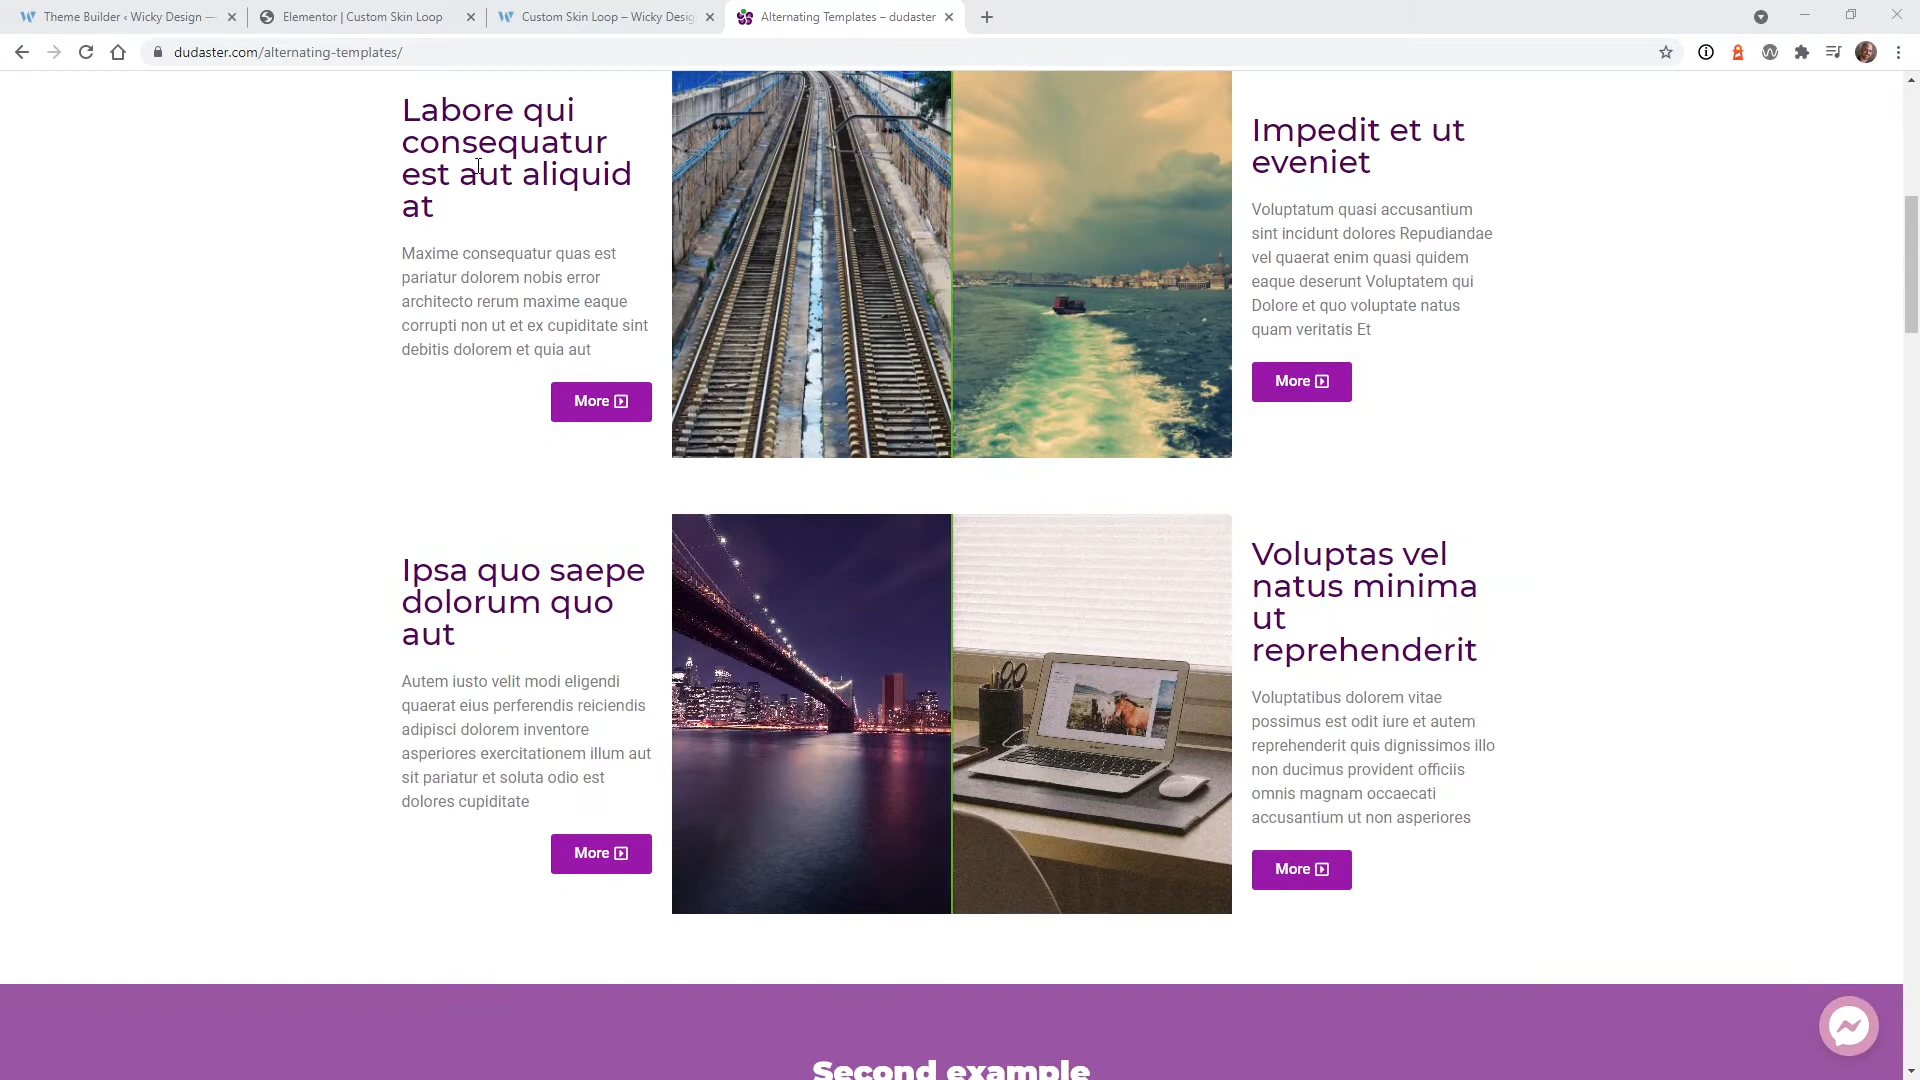 Theme Builder ‹ Wicky Design —
Elementor | Custom Skin Loop
Custom Skin Loop – Wicky Desig
Alternating Templates – dudaster
dudaster.com/alternating-templates/
Labore qui
consequatur
est aut aliquid
at
Maxime consequatur quas est
pariatur dolorem nobis error
architecto rerum maxime eaque
corrupti non ut et ex cupiditate sint
debitis dolorem et quia aut
More
Impedit et ut
eveniet
Voluptatum quasi accusantium
sint incidunt dolores Repudiandae
vel quaerat enim quasi quidem
eaque deserunt Voluptatem qui
Dolore et quo voluptate natus
quam veritatis Et
More
Ipsa quo saepe
dolorum quo
aut
Autem iusto velit modi eligendi
quaerat eius perferendis reiciendis
adipisci dolorem inventore
asperiores exercitationem illum aut
sit pariatur et soluta odio est
dolores cupiditate
More
Voluptas vel
natus minima
ut
reprehenderit
Voluptatibus dolorem vitae
possimus est odit iure et autem
reprehenderit quis dignissimos illo
non ducimus provident officiis
omnis magnam occaecati
accusantium ut non asperiores
More
Second example